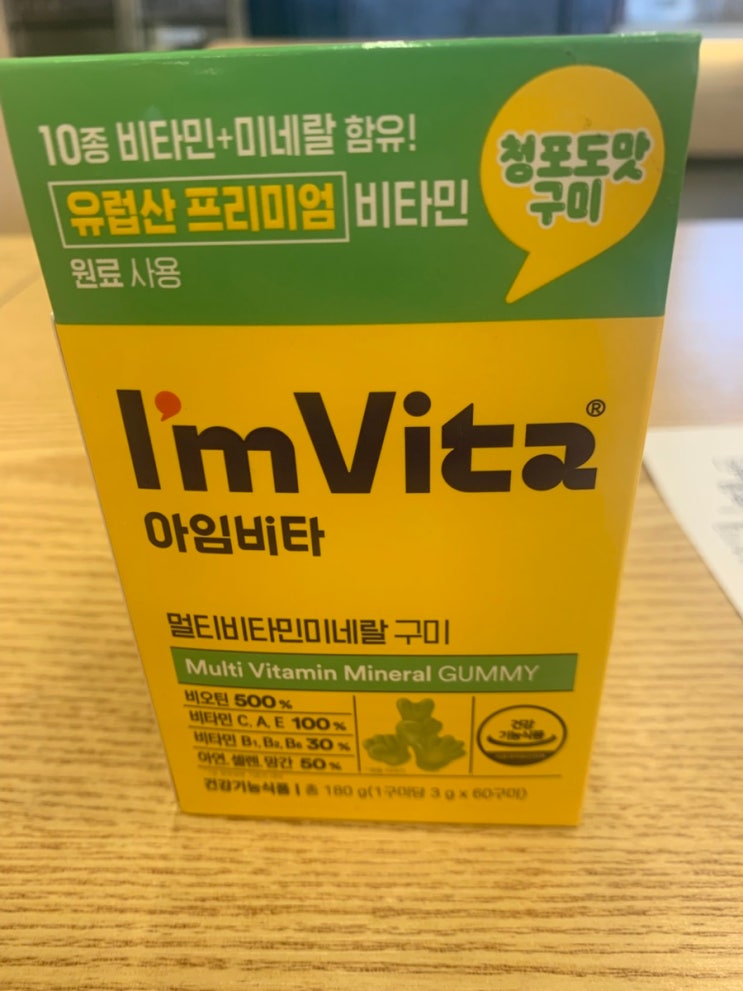 10종 비타민+미네랄 함유!
유럽산 프리미엄 비타민
원료 사용
청포도맛
구미
I'mVita®
아임비타
멀티비타민미네랄 구미
Multi Vitamin Mineral GUMMY
비오틴 500%
비타민 C, A, E 100%
비타민 B1, B2, B6 30%
아연, 셀렌, 망간 50%
건강
기능식품
건강기능식품 | 총 180 g(1구미당 3 g x 60구미)